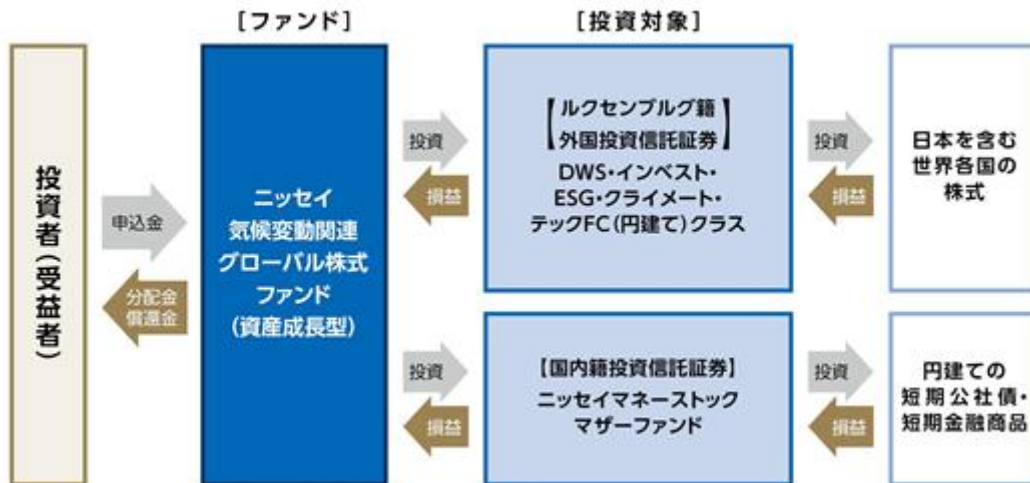 [ファンド]
[投資対象]
投資者(受益者)
申込金
分配金
償還金
ニッセイ
気候変動関連
グローバル株式
ファンド
(資産成長型)
投資
損益
【ルクセンブルグ籍
外国投資信託証券】
DWS・インベスト・
ESG・クライメート・
テックFC(円建て)クラス
投資
損益
日本を含む
世界各国の
株式
投資
損益
【国内籍投資信託証券】
ニッセイマネーストック
マザーファンド
投資
損益
円建ての
短期公社債・
短期金融商品